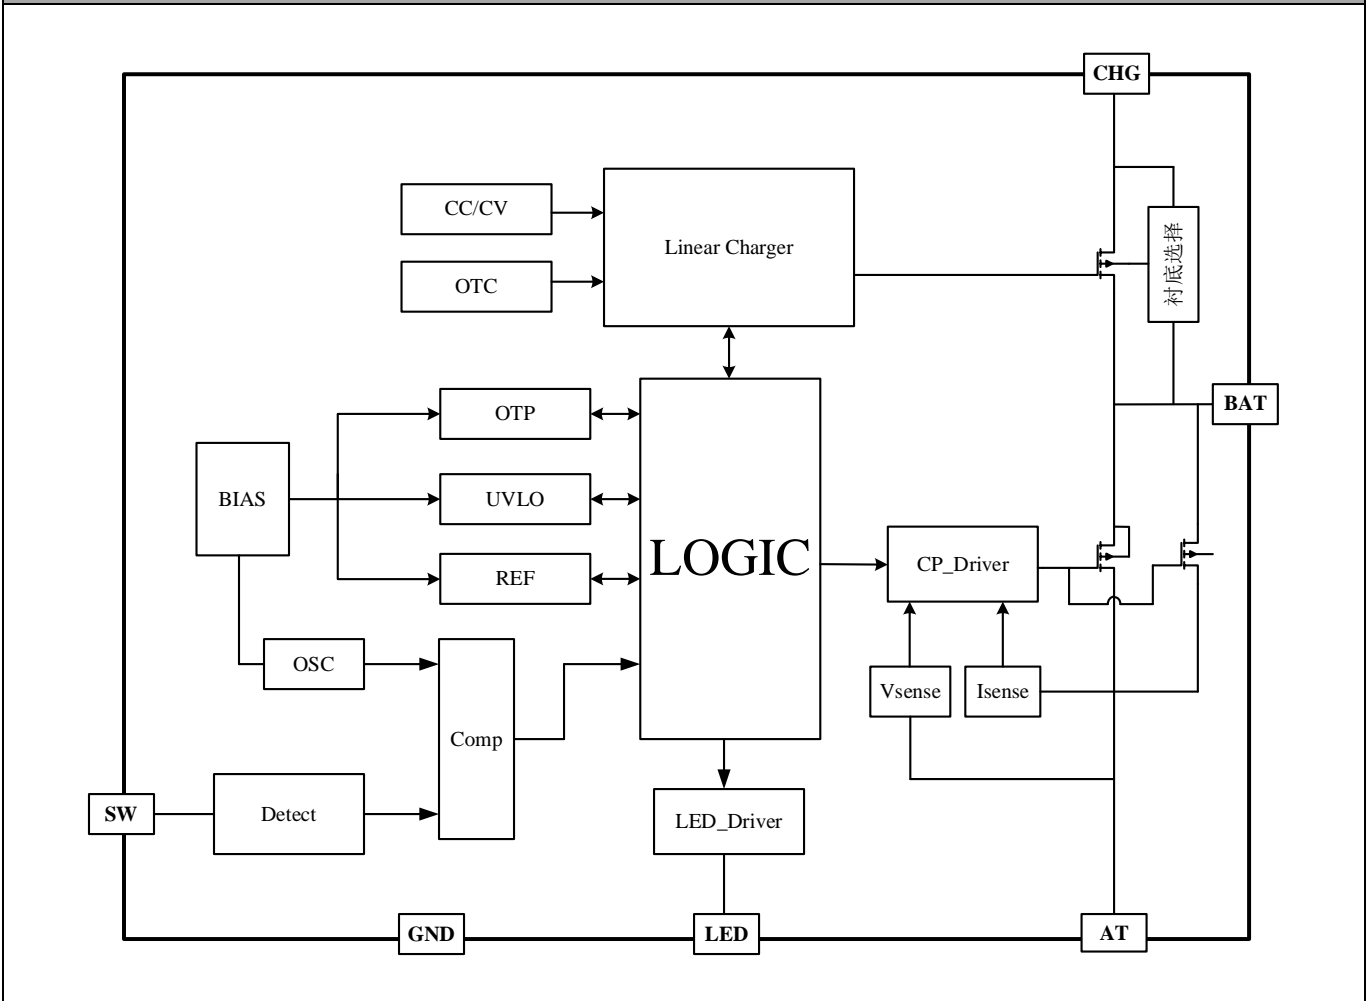 CHG
CC/CV
Linear Charger
衬底选择
OTC
OTP
BAT
BIAS
UVLO
LOGIC
CP_Driver
REF
OSC
Vsense
Isense
Comp
SW
Detect
LED_Driver
GND
LED
AT